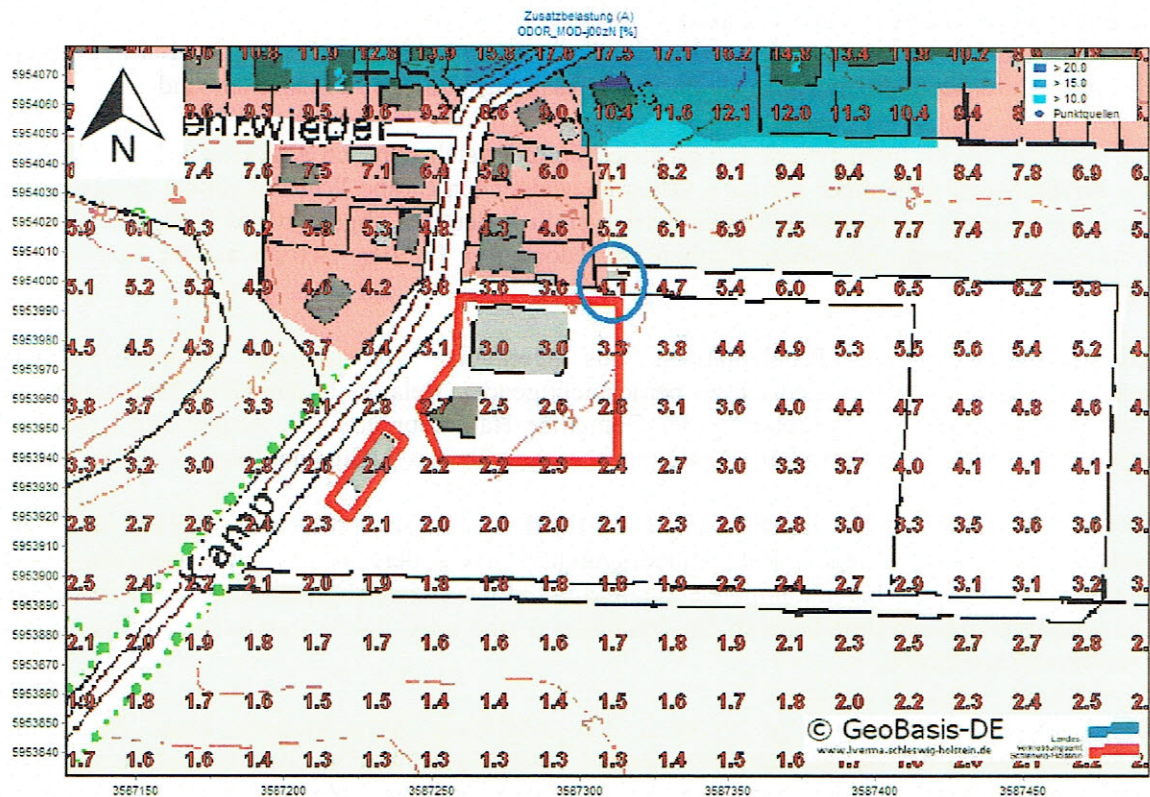 Zusatzbelastung (A)
ODOR_MOD-j00zN [%]
5954070
5954060
5954050
5954040
5954030
5954020
5954010
5954000
5953990
5953980
5953970
5953960
5953950
5953940
5953930
5953920
5953910
5953900
5953890
5953880
5953870
5953860
5953850
5953840
N
> 20.0
> 15.0
> 10.0
Punktquellen
8.6 9.3 9.5 9.6 9.2 8.6 9.0 10.4 11.6 12.1 12.0 11.3 10.4 9.4
7.4 7.6 7.5 7.1 6.4 5.9 6.0 7.1 8.2 9.1 9.4 9.4 9.1 8.4 7.8 6.9
5.9 6.1 6.3 6.2 5.8 5.3 4.8 4.3 4.6 5.2 6.1 6.9 7.5 7.7 7.7 7.4 7.0 6.4
5.1 5.2 5.2 4.9 4.6 4.2 3.8 3.6 3.6 4.1 4.7 5.4 6.0 6.4 6.5 6.5 6.2 5.8
4.5 4.5 4.3 4.0 3.7 3.4 3.1 3.0 3.0 3.3 3.8 4.4 4.9 5.3 5.5 5.6 5.4 5.2
3.8 3.7 3.6 3.3 3.1 2.8 2.7 2.5 2.6 2.8 3.1 3.6 4.0 4.4 4.7 4.8 4.8 4.6
3.3 3.2 3.0 2.8 2.6 2.4 2.2 2.2 2.3 2.4 2.7 3.0 3.3 3.7 4.0 4.1 4.1 4.1
2.8 2.7 2.6 2.4 2.3 2.1 2.0 2.0 2.0 2.1 2.3 2.6 2.8 3.0 3.3 3.5 3.6 3.6
2.5 2.4 2.2 2.1 2.0 1.9 1.8 1.8 1.8 1.8 1.9 2.2 2.4 2.7 2.9 3.1 3.1 3.2
2.1 2.0 1.9 1.8 1.7 1.7 1.6 1.6 1.6 1.7 1.8 1.9 2.1 2.3 2.5 2.7 2.7 2.8
1.9 1.8 1.7 1.6 1.5 1.5 1.4 1.4 1.4 1.5 1.6 1.7 1.8 2.0 2.2 2.3 2.4 2.5
1.7 1.6 1.6 1.5 1.4 1.3 1.3 1.3 1.3 1.3 1.4 1.5 1.6
© GeoBasis-DE
www.lverma.schleswig-holstein.de
Landes-
vermessungsamt
Schleswig-Holstein
3587150 3587200 3587250 3587300 3587350 3587400 3587450